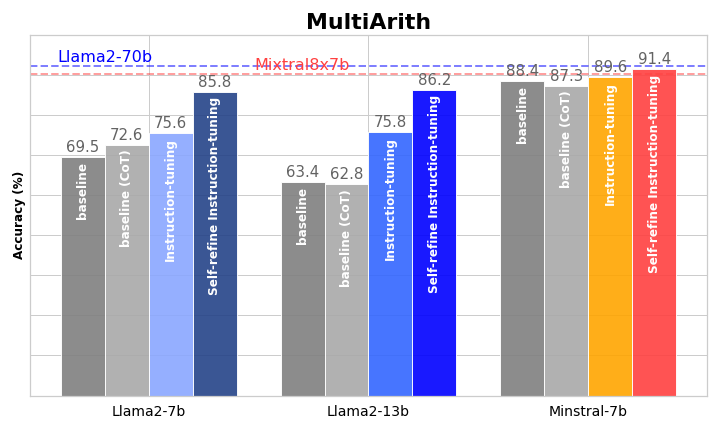 MultiArith
Llama2-70b
Mixtral8x7b
Accuracy (%)
69.5
72.6
75.6
85.8
63.4
62.8
75.8
86.2
88.4
87.3
89.6
91.4
baseline
baseline (CoT)
Instruction-tuning
Self-refine Instruction-tuning
baseline
baseline (CoT)
Instruction-tuning
Self-refine Instruction-tuning
baseline
baseline (CoT)
Instruction-tuning
Self-refine Instruction-tuning
Llama2-7b
Llama2-13b
Minstral-7b